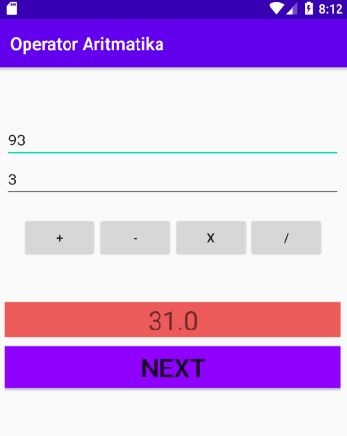 8:12
Operator Aritmatika
93
3
+ - X /
31.0
NEXT